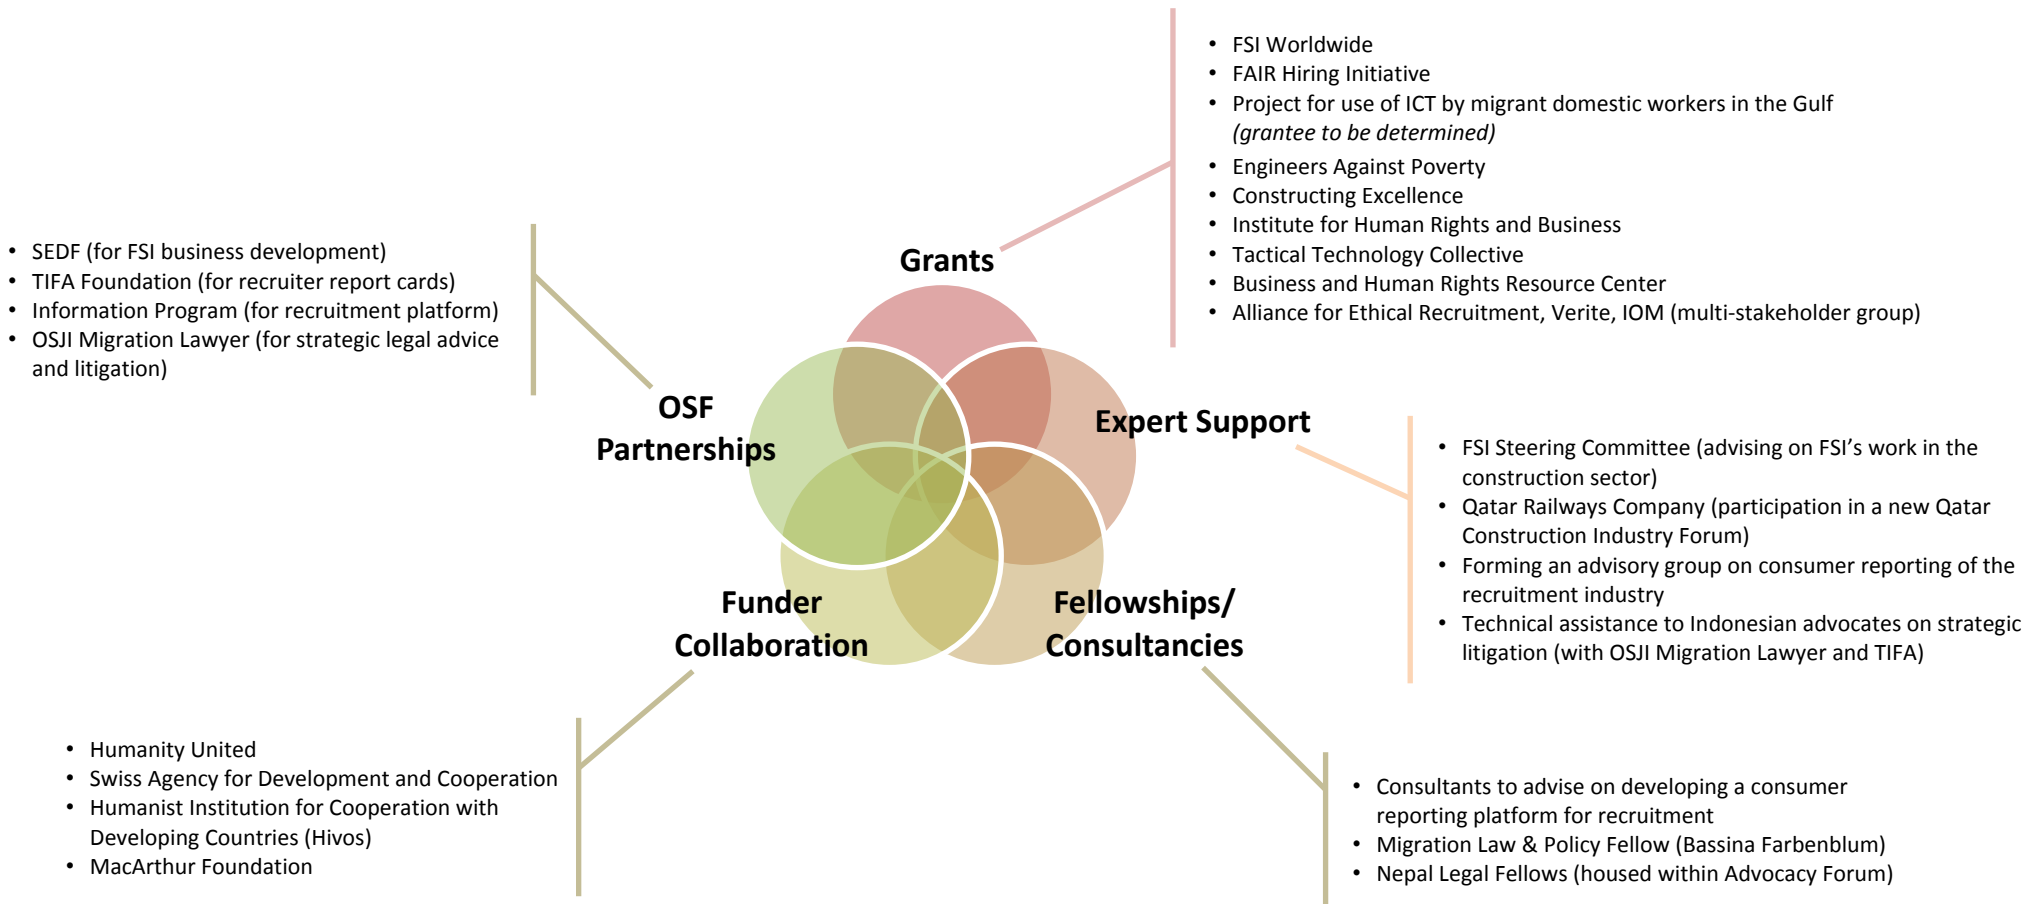 • FSI Worldwide
• FAIR Hiring Initiative
• Project for use of ICT by migrant domestic workers in the Gulf
(grantee to be determined)
• Engineers Against Poverty
• Constructing Excellence
• Institute for Human Rights and Business
• Tactical Technology Collective
• Business and Human Rights Resource Center
• Alliance for Ethical Recruitment, Verite, IOM (multi-stakeholder group)
Grants
• SEDF (for FSI business development)
• TIFA Foundation (for recruiter report cards)
• Information Program (for recruitment platform)
• OSJI Migration Lawyer (for strategic legal advice
and litigation)
OSF
Partnerships
Expert Support
• FSI Steering Committee (advising on FSI’s work in the
construction sector)
• Qatar Railways Company (participation in a new Qatar
Construction Industry Forum)
• Forming an advisory group on consumer reporting of the
recruitment industry
• Technical assistance to Indonesian advocates on strategic
litigation (with OSJI Migration Lawyer and TIFA)
Funder
Collaboration
Fellowships/
Consultancies
• Humanity United
• Swiss Agency for Development and Cooperation
• Humanist Institution for Cooperation with
Developing Countries (Hivos)
• MacArthur Foundation
• Consultants to advise on developing a consumer
reporting platform for recruitment
• Migration Law & Policy Fellow (Bassina Farbenblum)
• Nepal Legal Fellows (housed within Advocacy Forum)